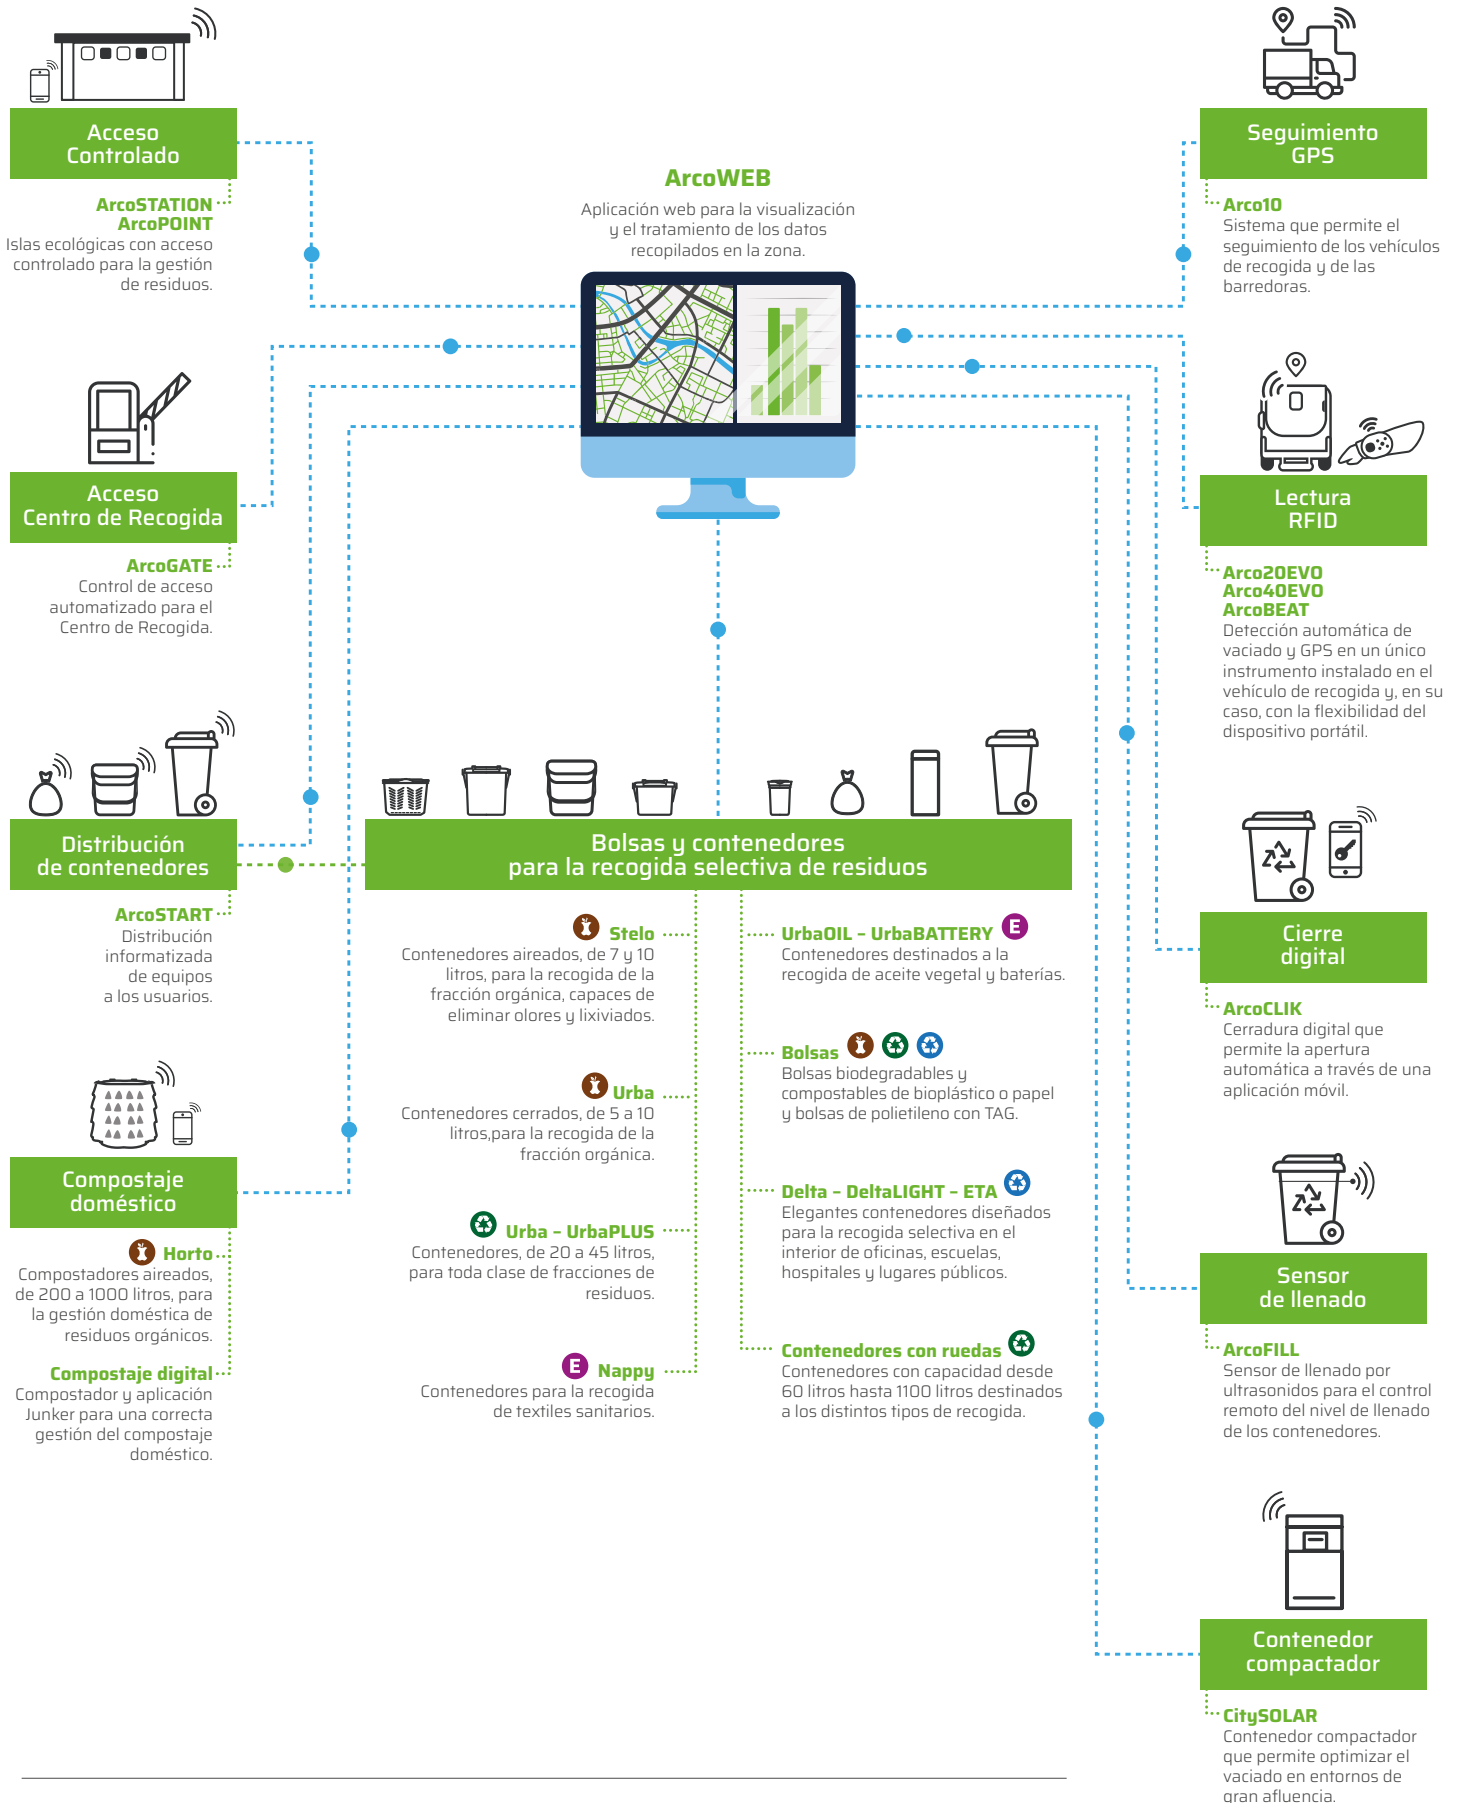 Acceso
Controlado
ArcoSTATION
ArcoPOINT
Islas ecológicas con acceso
controlado para la gestión
de residuos.
Acceso
Centro de Recogida
ArcoGATE
Control de acceso
automatizado para el
Centro de Recogida.
Distribución
de contenedores
ArcoSTART
Distribución
informatizada
de equipos
a los usuarios.
Compostaje
doméstico
Horto
Compostadores aireados,
de 200 a 1000 litros, para
la gestión doméstica de
residuos orgánicos.
Compostaje digital
Compostador y aplicación
Junker para una correcta
gestión del compostaje
doméstico.
ArcoWEB
Aplicación web para la visualización
y el tratamiento de los datos
recopilados en la zona.
Bolsas y contenedores
para la recogida selectiva de residuos
Stelo
Contenedores aireados, de 7 y 10
litros, para la recogida de la
fracción orgánica, capaces de
eliminar olores y lixiviados.
Urba
Contenedores cerrados, de 5 a 10
litros,para la recogida de la
fracción orgánica.
Urba – UrbaPLUS
Contenedores, de 20 a 45 litros,
para toda clase de fracciones de
residuos.
E Nappy
Contenedores para la recogida
de textiles sanitarios.
UrbaOIL – UrbaBATTERY E
Contenedores destinados a la
recogida de aceite vegetal y baterías.
Bolsas
Bolsas biodegradables y
compostables de bioplástico o papel
y bolsas de polietileno con TAG.
Delta – DeltaLIGHT – ETA
Elegantes contenedores diseñados
para la recogida selectiva en el
interior de oficinas, escuelas,
hospitales y lugares públicos.
Contenedores con ruedas
Contenedores con capacidad desde
60 litros hasta 1100 litros destinados
a los distintos tipos de recogida.
Seguimiento
GPS
Arco10
Sistema que permite el
seguimiento de los vehículos
de recogida y de las
barredoras.
Lectura
RFID
Arco20EVO
Arco40EVO
ArcoBEAT
Detección automática de
vaciado y GPS en un único
instrumento instalado en el
vehículo de recogida y, en su
caso, con la flexibilidad del
dispositivo portátil.
Cierre
digital
ArcoCLIK
Cerradura digital que
permite la apertura
automática a través de una
aplicación móvil.
Sensor
de llenado
ArcoFILL
Sensor de llenado por
ultrasonidos para el control
remoto del nivel de llenado
de los contenedores.
Contenedor
compactador
CitySOLAR
Contenedor compactador
que permite optimizar el
vaciado en entornos de
gran afluencia.